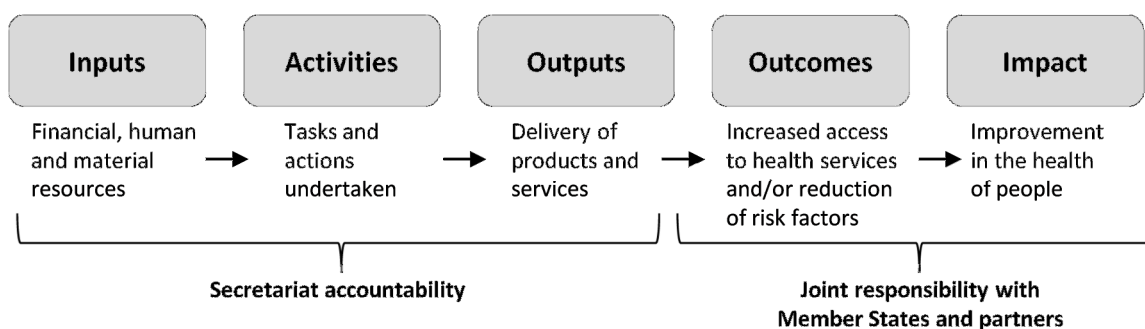 Inputs
Activities
Outputs
Outcomes
Impact
Financial, human
and material
resources
Tasks and
actions
undertaken
Delivery of
products and
services
Increased access
to health services
and/or reduction
of risk factors
Improvement
in the health
of people
Secretariat accountability
Joint responsibility with
Member States and partners